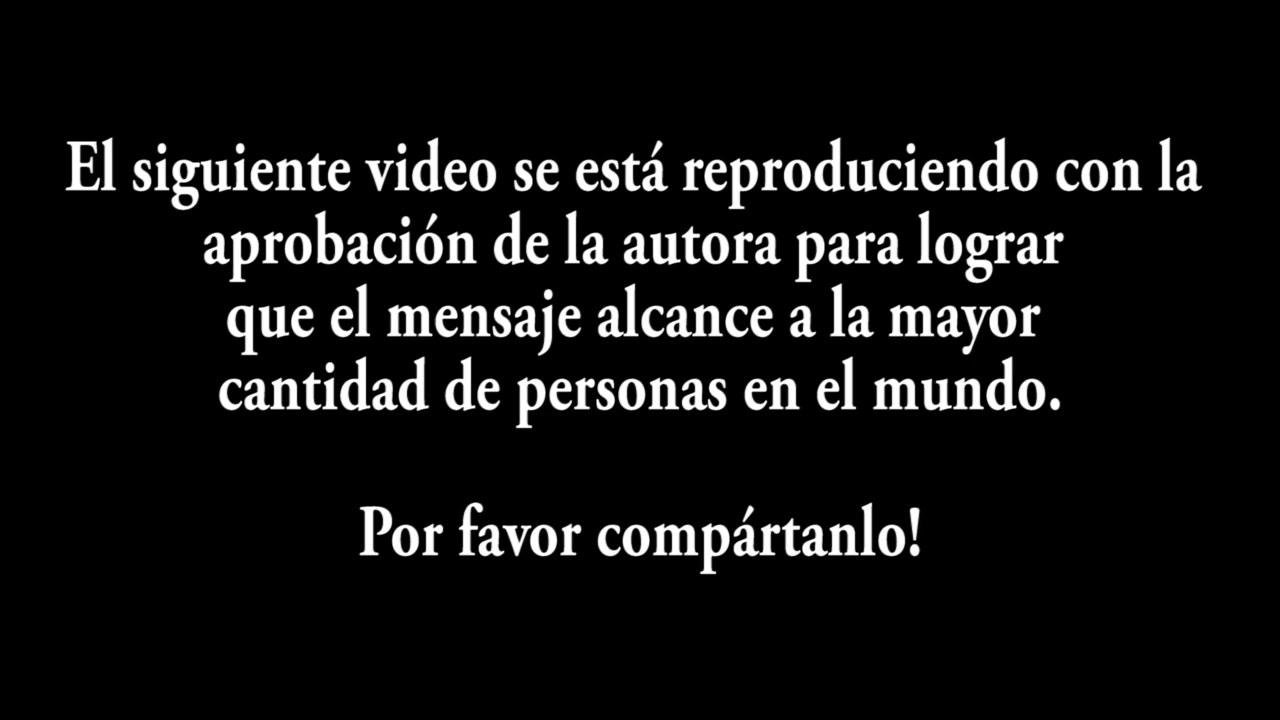 El siguiente video se está reproduciendo con la
aprobación de la autora para lograr
que el mensaje alcance a la mayor
cantidad de personas en el mundo.
Por favor compártanlo!